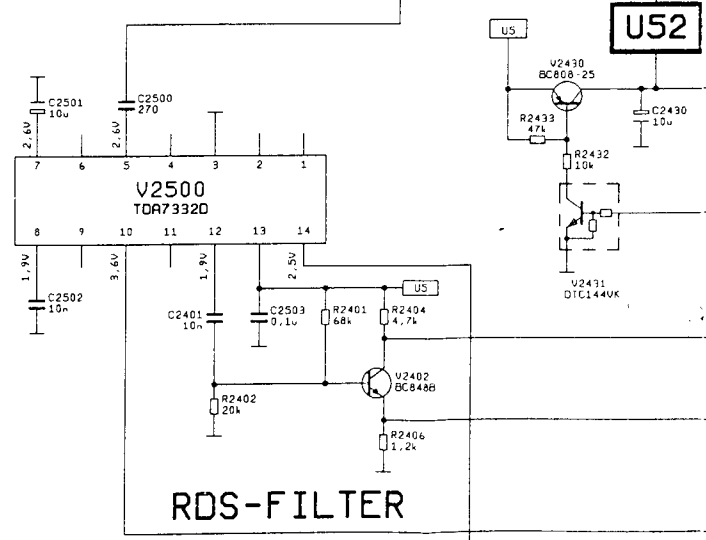 U5
U52
V2430
BC808-25
C2501
10u
C2500
270
C2430
10u
R2433
47k
2,6V
2,6V
R2432
10k
7
6
5
4
3
2
1
V2500
TDA7332D
8
9
10
11
12
13
14
1,9V
3,6V
1,9V
2,5V
V2431
DTC144VK
U5
C2502
10n
C2401
10n
C2503
0,1u
R2401
68k
R2404
4,7k
V2402
BC848B
R2402
20k
R2406
1,2k
RDS-FILTER